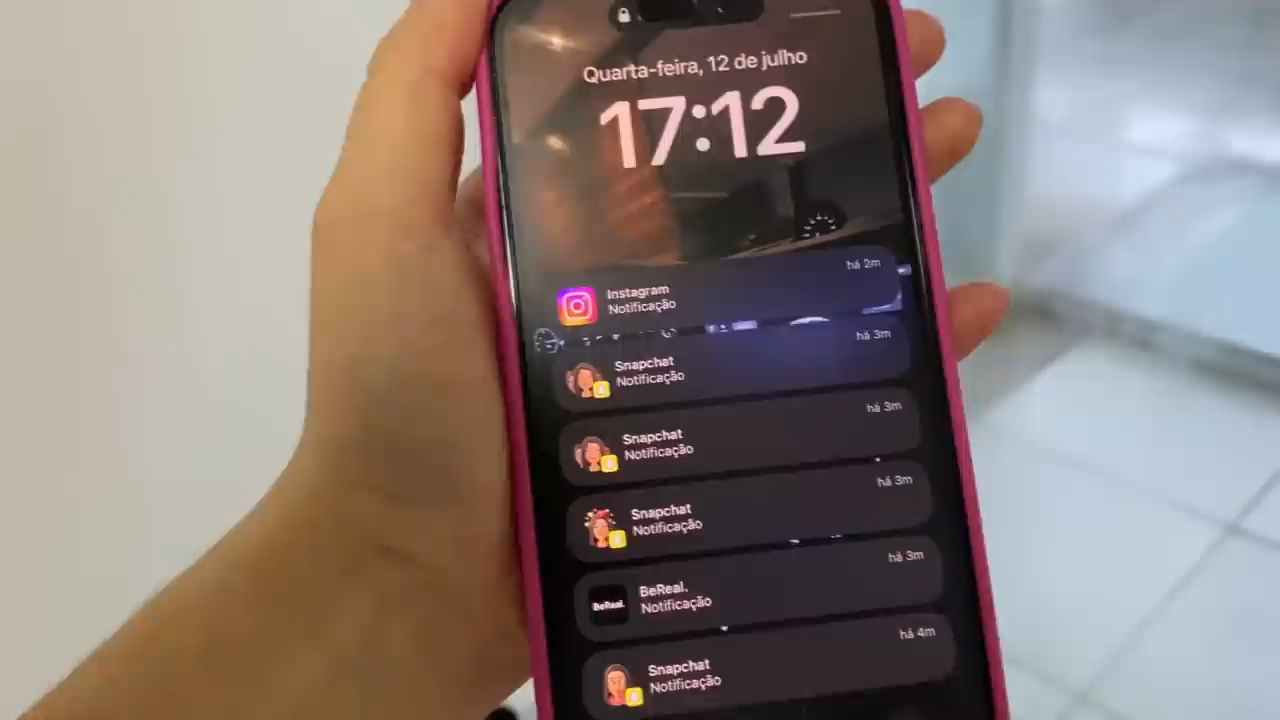 Quarta-feira, 12 de julho
17:12
há 2m
Instagram
Notificação
há 3m
Snapchat
Notificação
há 3m
Snapchat
Notificação
há 3m
Snapchat
Notificação
há 3m
BeReal.
BeReal.
Notificação
há 4m
Snapchat
Notificação